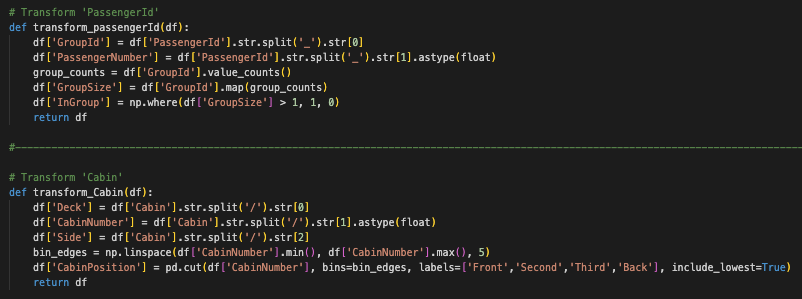 # Transform 'PassengerId'
def transform_passengerId(df):
    df['GroupId'] = df['PassengerId'].str.split('_').str[0]
    df['PassengerNumber'] = df['PassengerId'].str.split('_').str[1].astype(float)
    group_counts = df['GroupId'].value_counts()
    df['GroupSize'] = df['GroupId'].map(group_counts)
    df['InGroup'] = np.where(df['GroupSize'] > 1, 1, 0)
    return df
#----------------------------------------------------------------------------------------------------------------------------------
# Transform 'Cabin'
def transform_Cabin(df):
    df['Deck'] = df['Cabin'].str.split('/').str[0]
    df['CabinNumber'] = df['Cabin'].str.split('/').str[1].astype(float)
    df['Side'] = df['Cabin'].str.split('/').str[2]
    bin_edges = np.linspace(df['CabinNumber'].min(), df['CabinNumber'].max(), 5)
    df['CabinPosition'] = pd.cut(df['CabinNumber'], bins=bin_edges, labels=['Front','Second','Third','Back'], include_lowest=True)
    return df